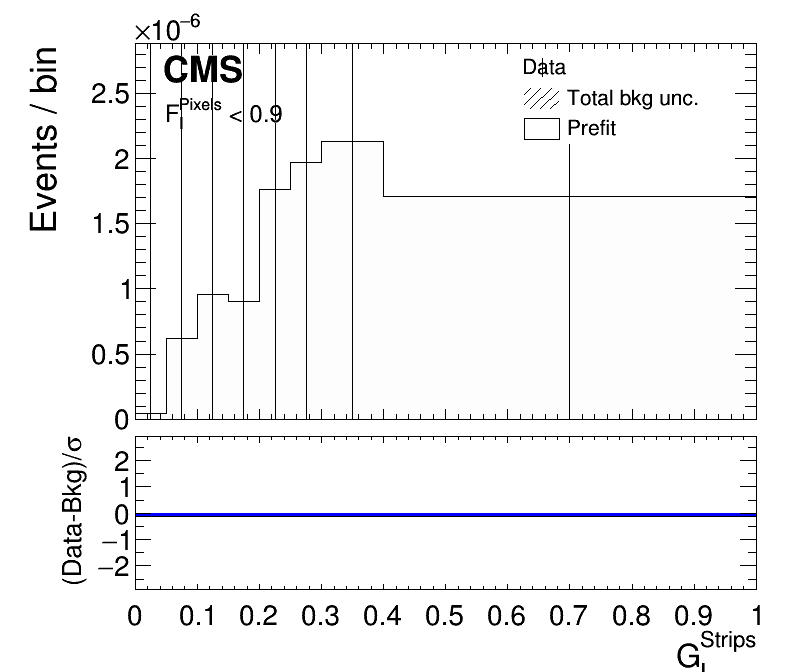 ×10⁻⁶
CMS
Data
F_i^Pixels < 0.9
Total bkg unc.
Prefit
Events / bin
2.5
2
1.5
1
0.5
0
(Data-Bkg)/σ
2
1
0
−1
−2
0 0.1 0.2 0.3 0.4 0.5 0.6 0.7 0.8 0.9 1
G_i^Strips